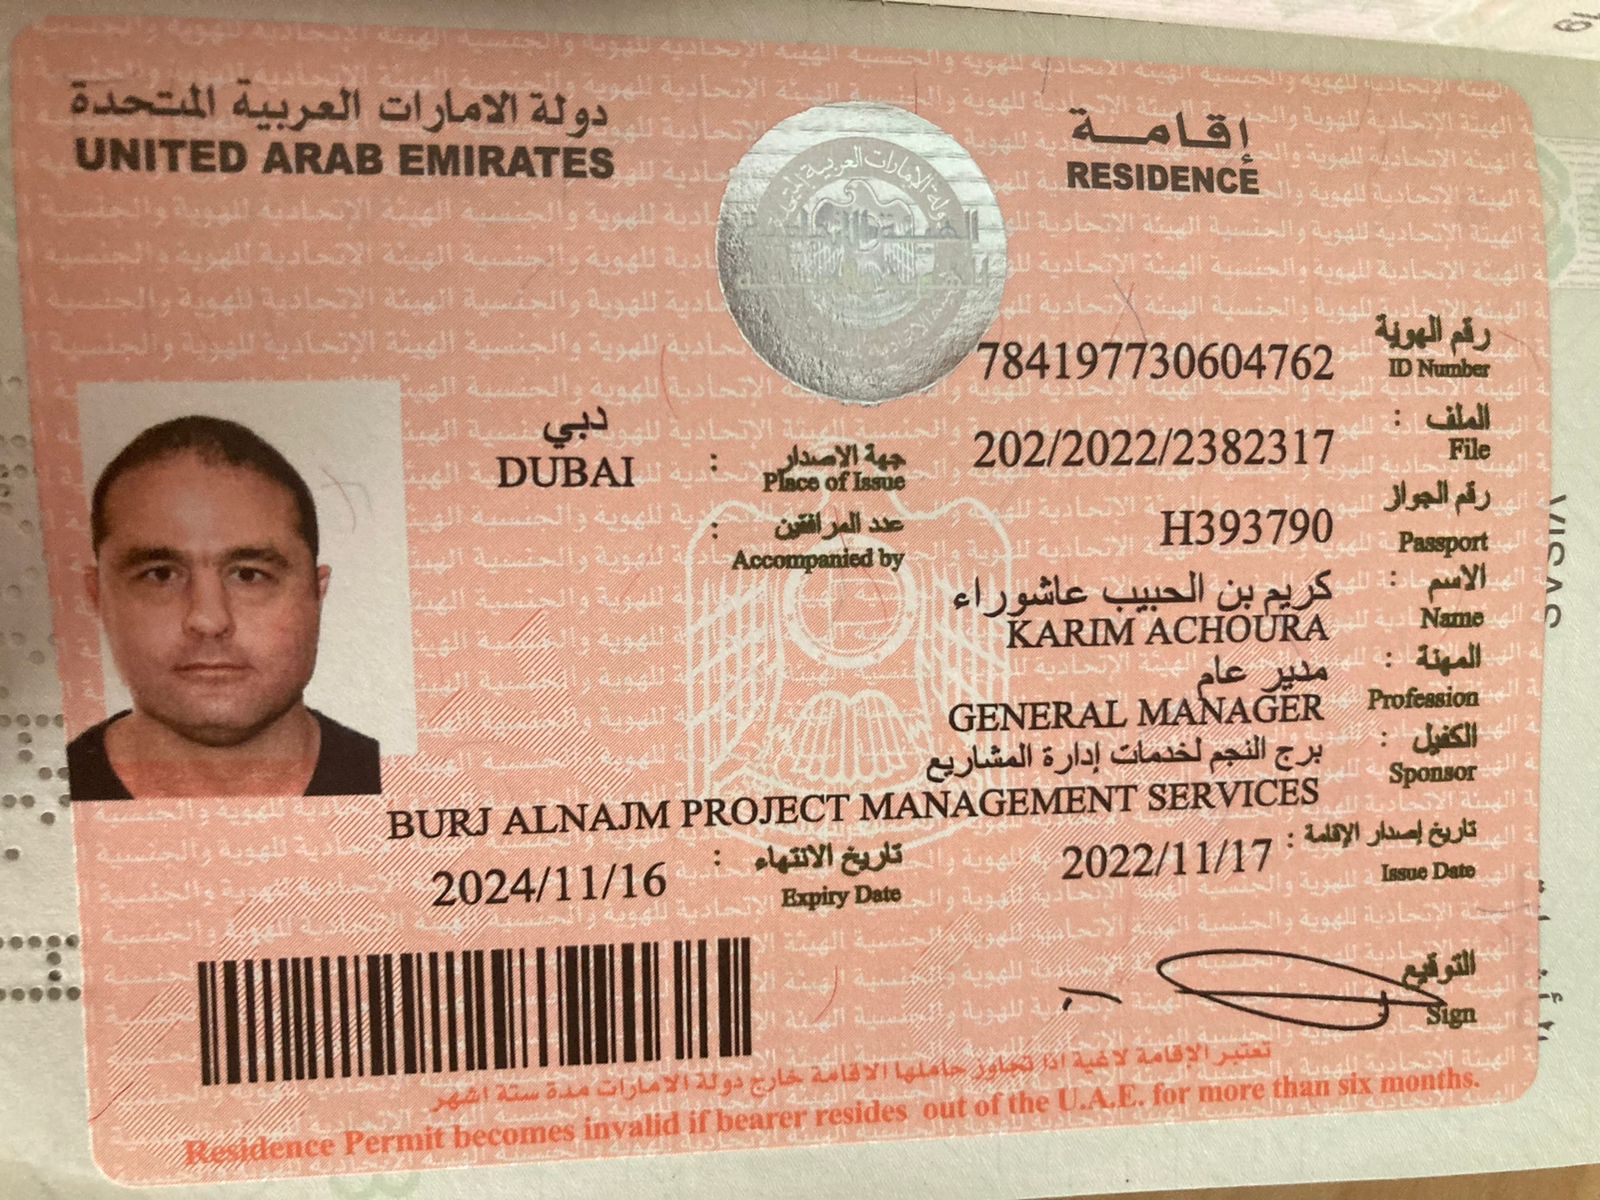 دولة الامارات العربية المتحدة
UNITED ARAB EMIRATES
إقامة
RESIDENCE
رقم الهوية
784197730604762
ID Number
الملف :
202/2022/2382317
File
دبي
جهة الاصدار :
DUBAI
Place of Issue
رقم الجواز
H393790
Passport
عدد المرافقين :
Accompanied by
الاسم : كريم بن الحبيب عاشوراء
Name KARIM ACHOURA
المهنة : مدير عام
Profession GENERAL MANAGER
الكفيل : برج النجم لخدمات إدارة المشاريع
Sponsor
BURJ ALNAJM PROJECT MANAGEMENT SERVICES
تاريخ إصدار الإقامة :
2022/11/17
Issue Date
تاريخ الانتهاء :
2024/11/16
Expiry Date
التوقيع
Sign
تعتبر الإقامة لاغية اذا تجاوز حاملها الاقامة خارج دولة الامارات مدة ستة اشهر
Residence Permit becomes invalid if bearer resides out of the U.A.E. for more than six months.
VISAS